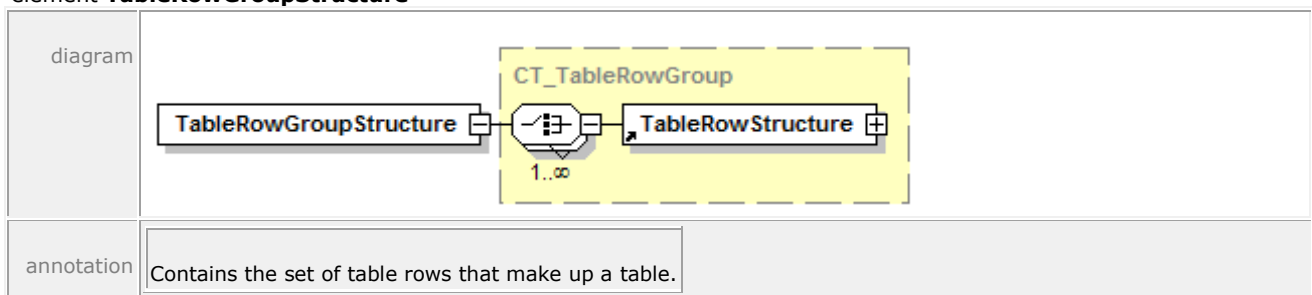 element TableRowGroupStructure
diagram
CT_TableRowGroup
TableRowGroupStructure
TableRowStructure
1..∞
annotation
Contains the set of table rows that make up a table.